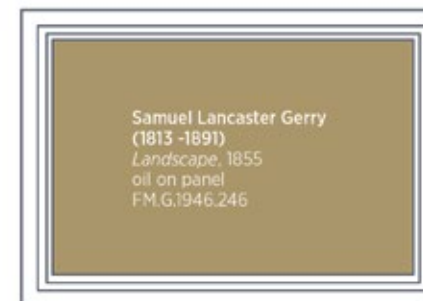 Samuel Lancaster Gerry
(1813 -1891)
Landscape, 1855
oil on panel
FM.G.1946.246